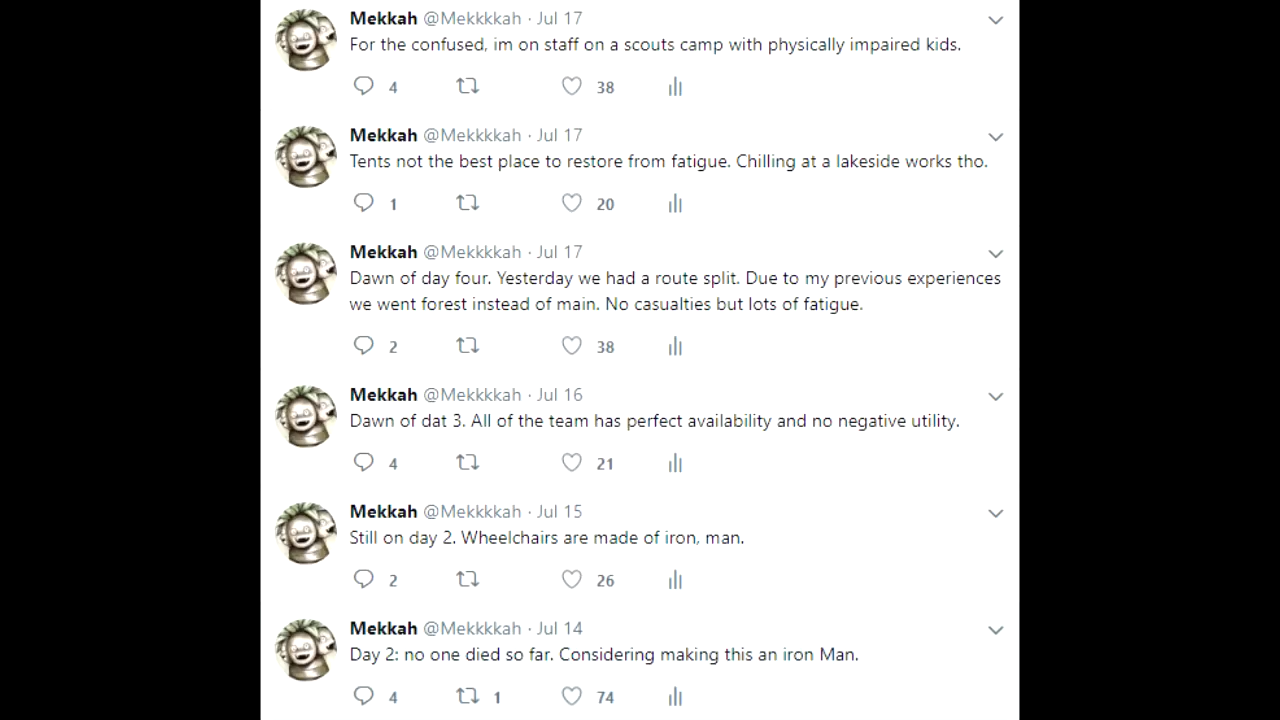 Mekkah @Mekkkkah · Jul 17
For the confused, im on staff on a scouts camp with physically impaired kids.
4 38
Mekkah @Mekkkkah · Jul 17
Tents not the best place to restore from fatigue. Chilling at a lakeside works tho.
1 20
Mekkah @Mekkkkah · Jul 17
Dawn of day four. Yesterday we had a route split. Due to my previous experiences
we went forest instead of main. No casualties but lots of fatigue.
2 38
Mekkah @Mekkkkah · Jul 16
Dawn of dat 3. All of the team has perfect availability and no negative utility.
4 21
Mekkah @Mekkkkah · Jul 15
Still on day 2. Wheelchairs are made of iron, man.
2 26
Mekkah @Mekkkkah · Jul 14
Day 2: no one died so far. Considering making this an iron Man.
4 1 74